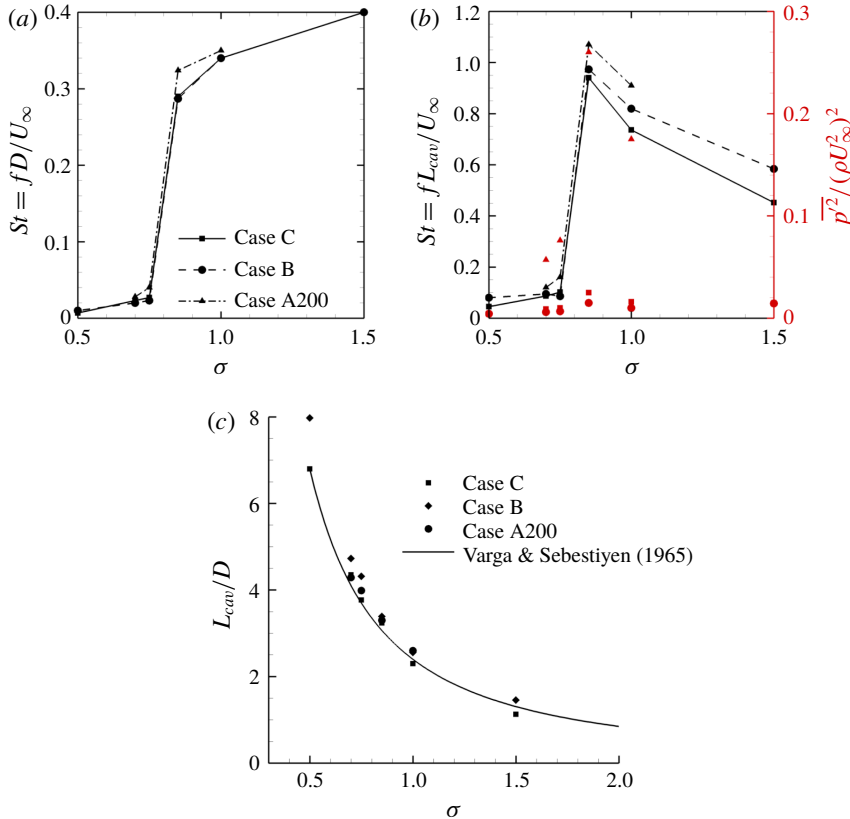 (a)
0.4
0.3
0.2
0.1
0
St = fD/U∞
Case C
Case B
Case A200
0.5
1.0
1.5
σ
(b)
1.2
1.0
0.8
0.6
0.4
0.2
0
St = fL_cav/U∞
0.3
0.2
0.1
0
p′²/(ρU∞²)²
0.5
1.0
1.5
σ
(c)
8
6
4
2
0
L_cav/D
Case C
Case B
Case A200
Varga & Sebestiyen (1965)
0.5
1.0
1.5
2.0
σ